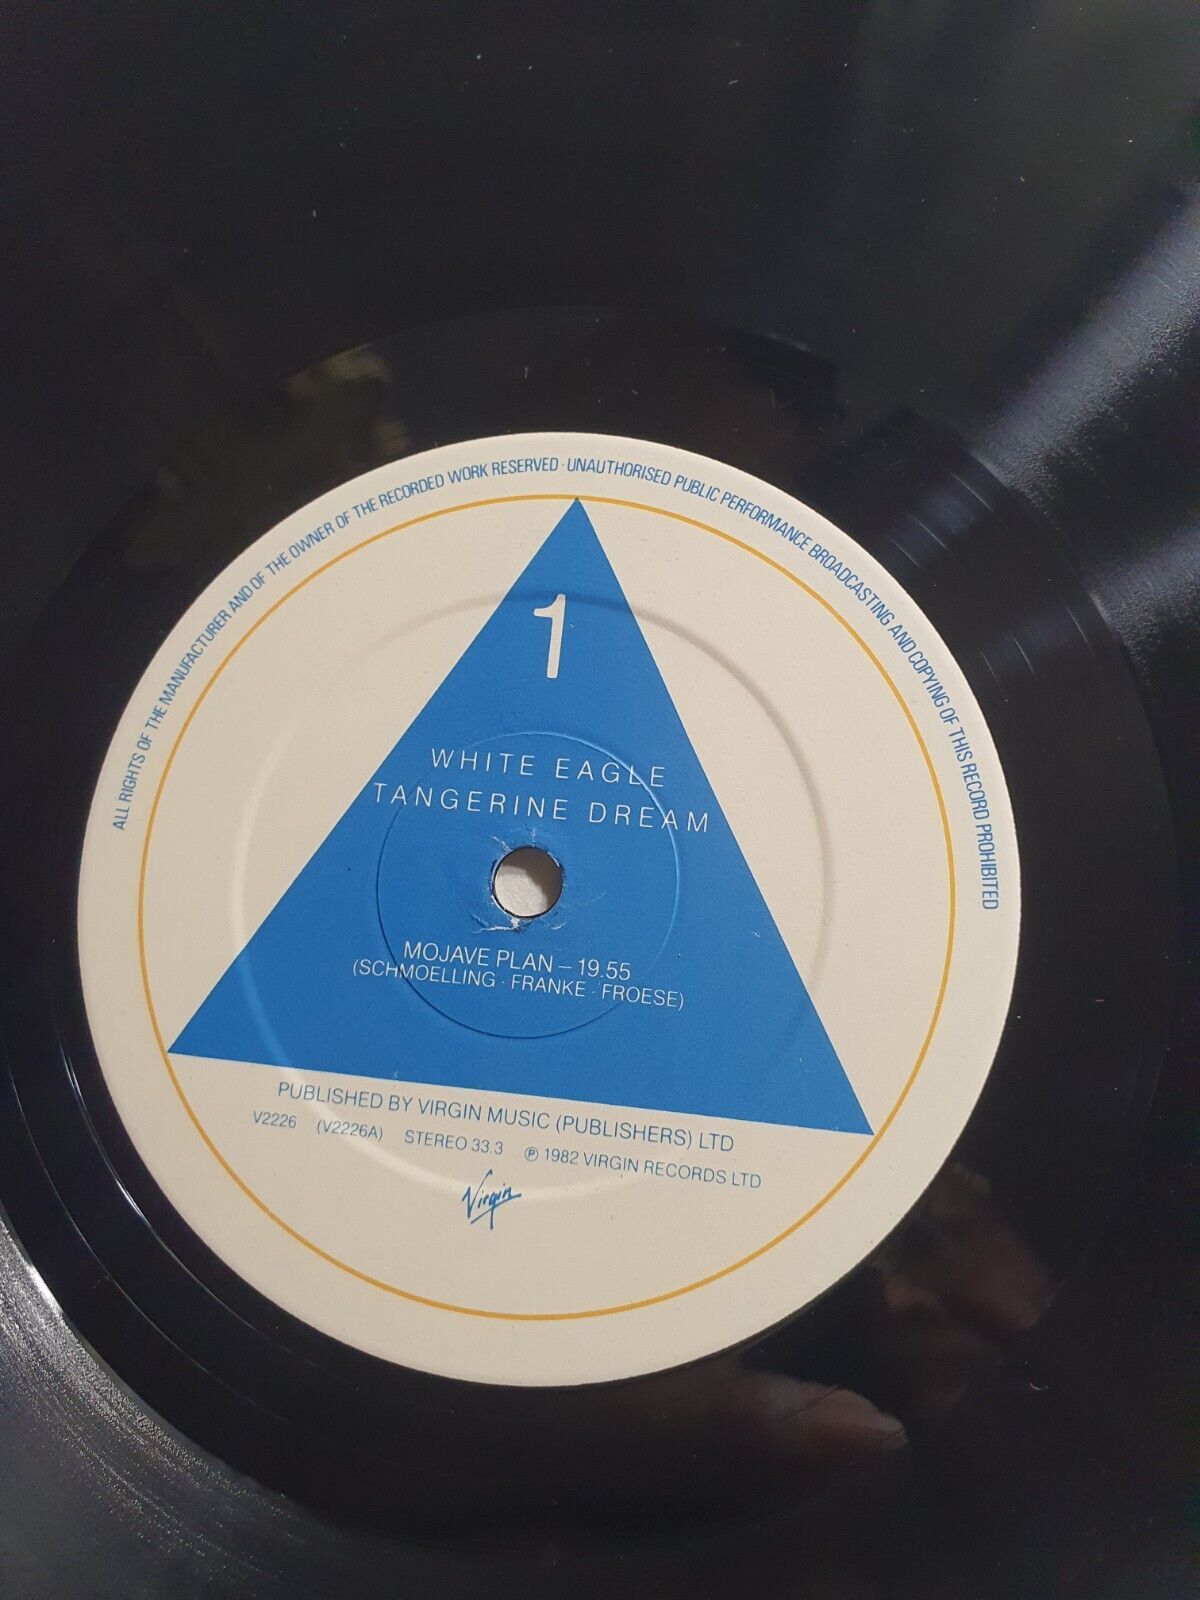 ALL RIGHTS OF THE MANUFACTURER AND OF THE OWNER OF THE RECORDED WORK RESERVED · UNAUTHORISED PUBLIC PERFORMANCE BROADCASTING AND COPYING OF THIS RECORD PROHIBITED
1
WHITE EAGLE
TANGERINE DREAM
MOJAVE PLAN – 19.55
(SCHMOELLING · FRANKE · FROESE)
PUBLISHED BY VIRGIN MUSIC (PUBLISHERS) LTD
V2226 (V2226A) STEREO 33.3 ℗ 1982 VIRGIN RECORDS LTD
Virgin